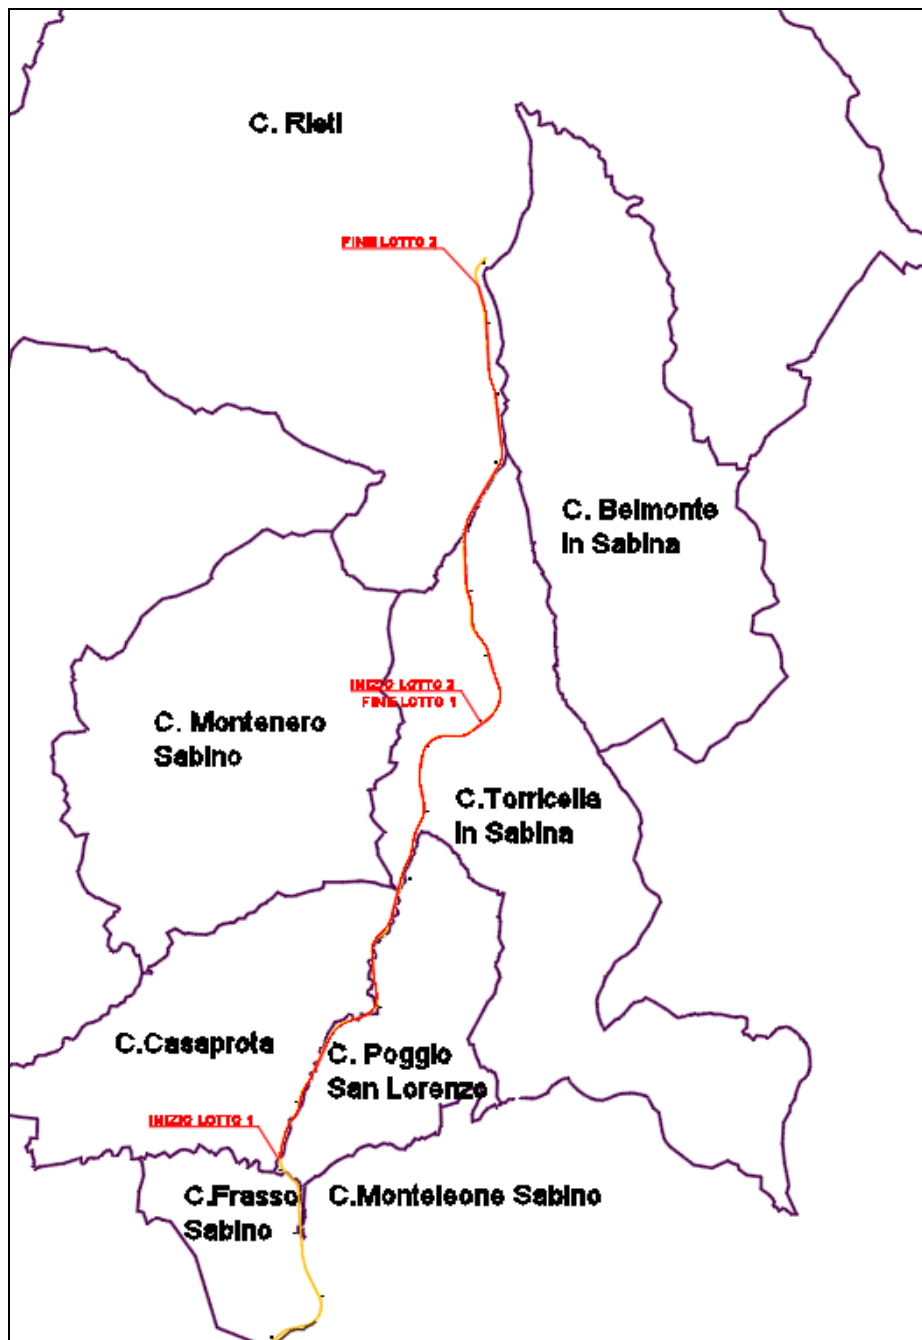 C. Rieti
FINE LOTTO 2
C. Belmonte
in Sabina
INIZIO LOTTO 2
FINE LOTTO 1
C. Montenero
Sabino
C.Torricella
in Sabina
C.Casaprota
C. Poggio
San Lorenzo
INIZIO LOTTO 1
C.Frasso
Sabino
C.Monteleone Sabino